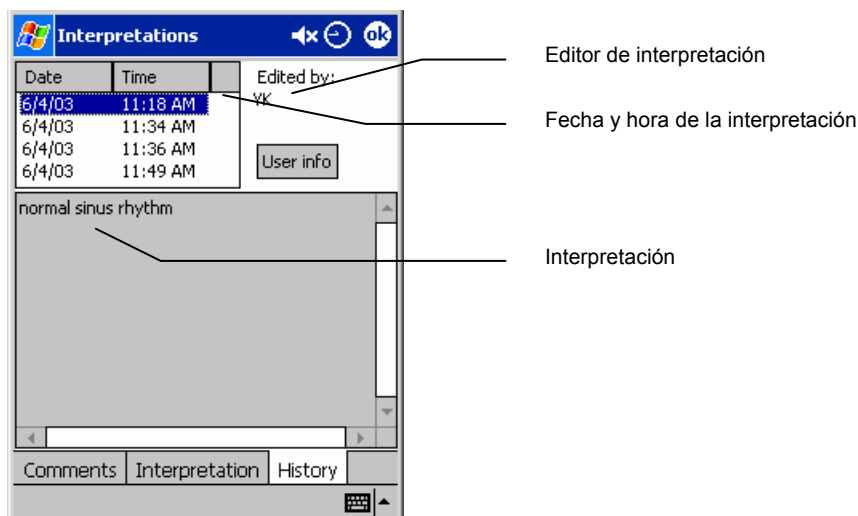 Interpretations ok
Date Time
6/4/03 11:18 AM
6/4/03 11:34 AM
6/4/03 11:36 AM
6/4/03 11:49 AM
Edited by:
YK
User info
normal sinus rhythm
Comments Interpretation History
Editor de interpretación
Fecha y hora de la interpretación
Interpretación